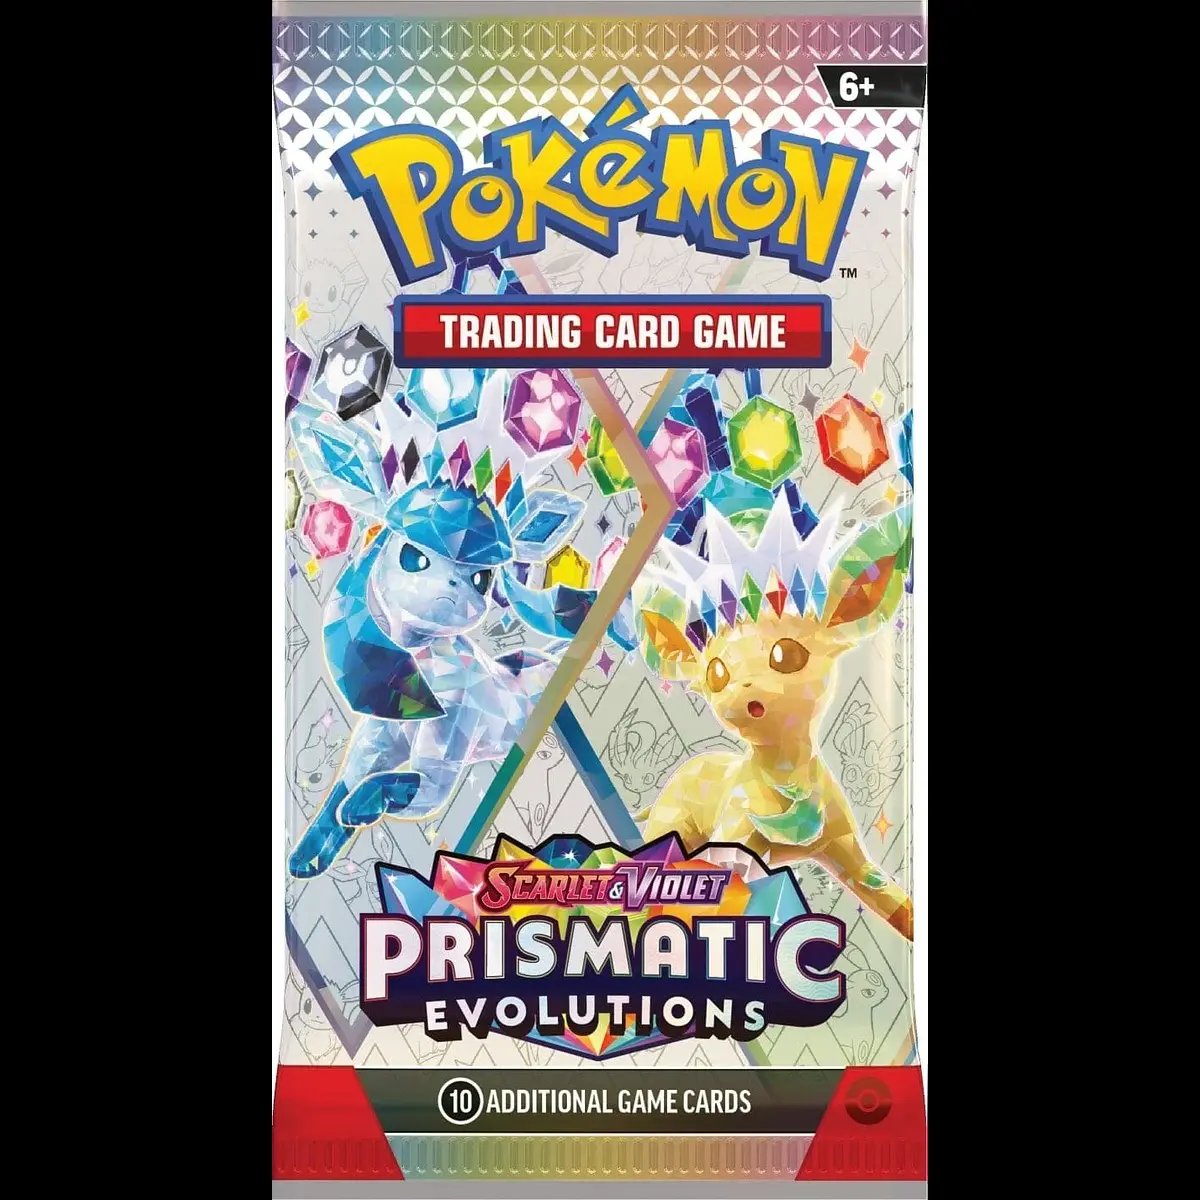 6+
POKéMON
TM
TRADING CARD GAME
SCARLET & VIOLET
PRISMATIC
EVOLUTIONS
10 ADDITIONAL GAME CARDS